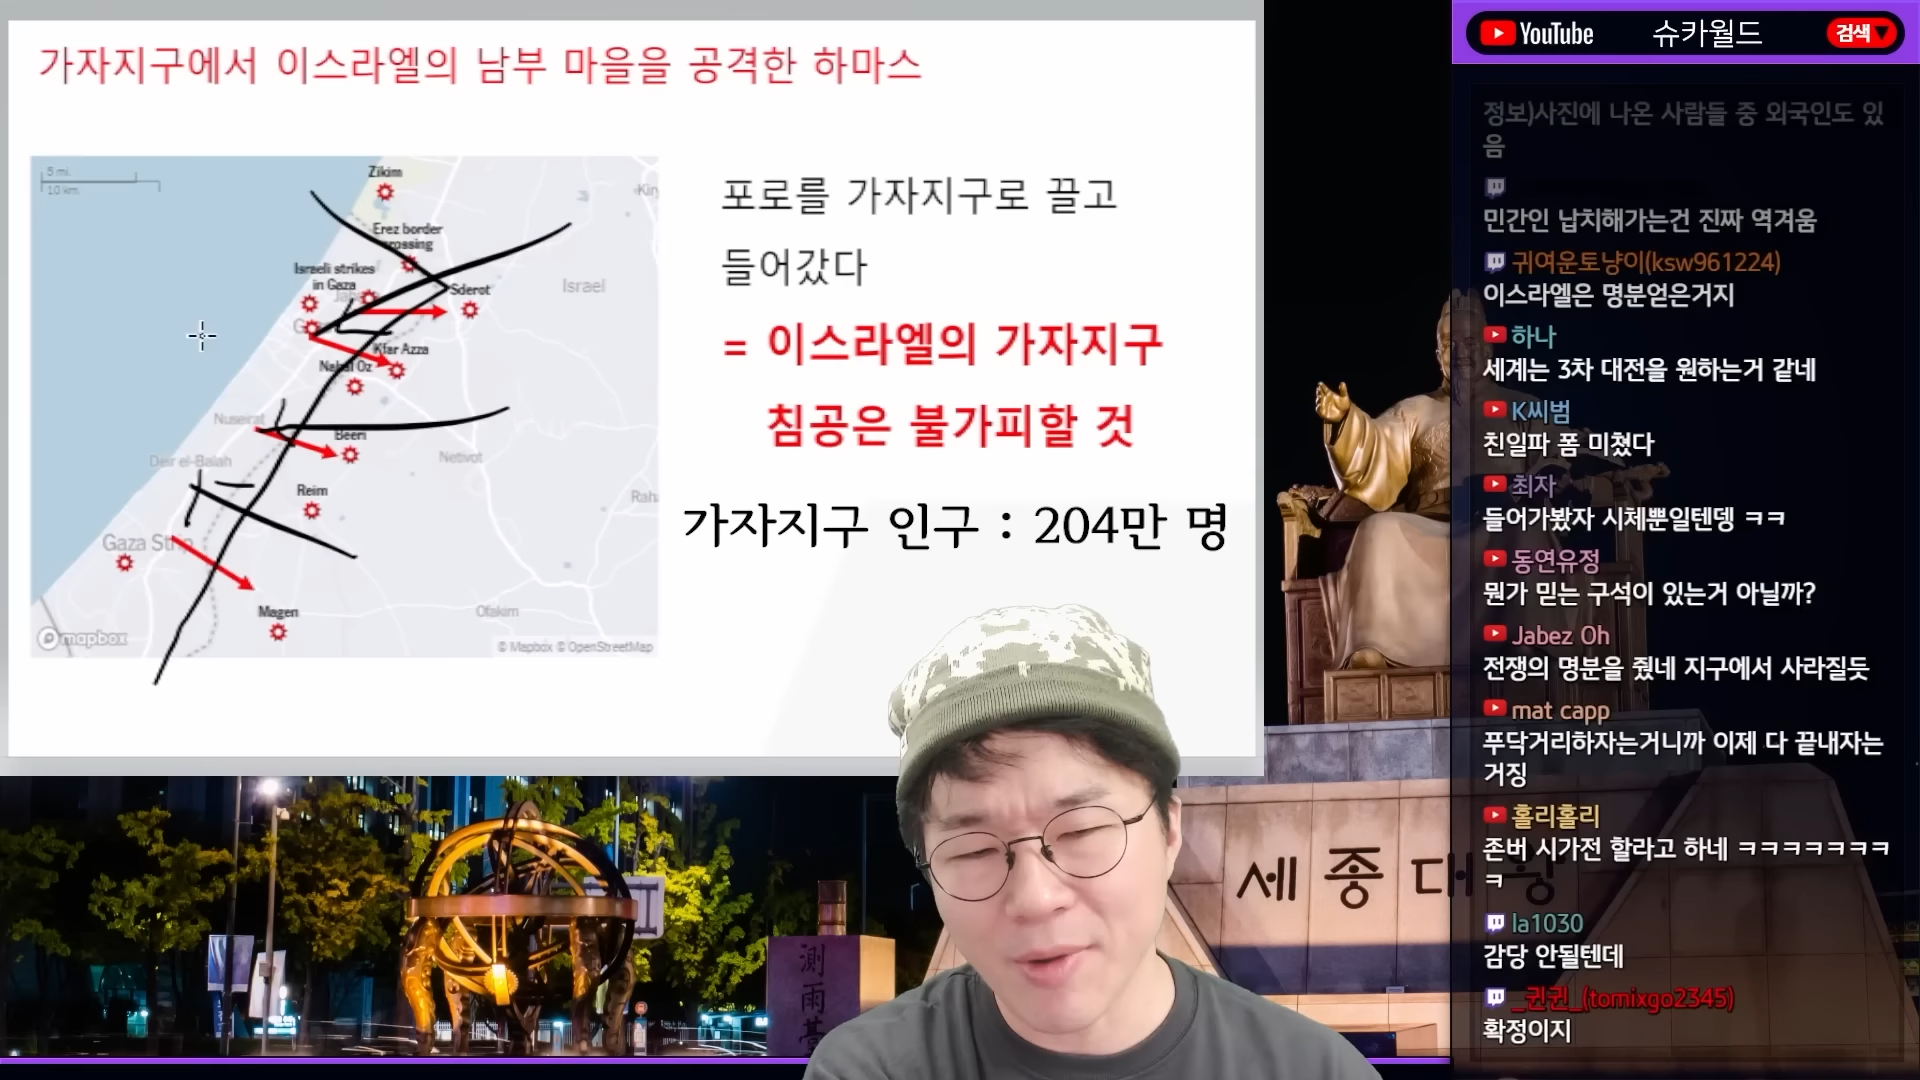 가자지구에서 이스라엘의 남부 마을을 공격한 하마스
5 mi.
10 km.
Zikim
Erez border
crossing
Israeli strikes
in Gaza
Sderot
Israel
Kfar Azza
Nahal Oz
Nuseirat
Beeri
Deir el-Balah
Netivot
Reim
Gaza Strip
Magen
Ofakim
mapbox
© Mapbox © OpenStreetMap
포로를 가자지구로 끌고
들어갔다
= 이스라엘의 가자지구
침공은 불가피할 것
가자지구 인구 : 204만 명
세종대왕
測雨臺
YouTube 슈카월드 검색▼
정보)사진에 나온 사람들 중 외국인도 있
음
민간인 납치해가는건 진짜 역겨움
귀여운토냥이(ksw961224)
이스라엘은 명분얻은거지
하나
세계는 3차 대전을 원하는거 같네
K씨범
친일파 폼 미쳤다
최자
들어가봤자 시체뿐일텐뎅 ㅋㅋ
동연유정
뭔가 믿는 구석이 있는거 아닐까?
Jabez Oh
전쟁의 명분을 줬네 지구에서 사라질듯
mat capp
푸닥거리하자는거니까 이제 다 끝내자는
거징
홀리홀리
존버 시가전 할라고 하네 ㅋㅋㅋㅋㅋㅋㅋ
ㅋ
la1030
감당 안될텐데
_귄귄_(tomixgo2345)
확정이지